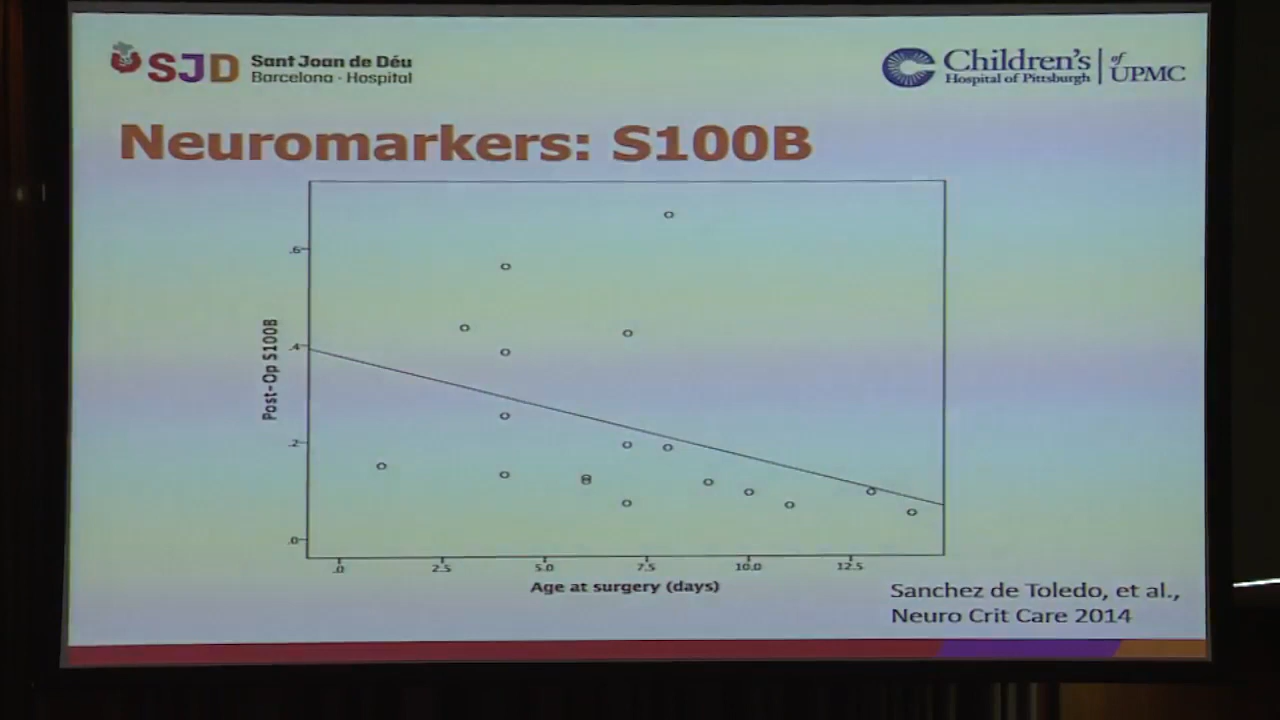 SJD Sant Joan de Déu
Barcelona · Hospital
Children's of
Hospital of Pittsburgh UPMC
Neuromarkers: S100B
.6
.4
.2
.0
Post-Op S100B
.0 2.5 5.0 7.5 10.0 12.5
Age at surgery (days)
Sanchez de Toledo, et al.,
Neuro Crit Care 2014